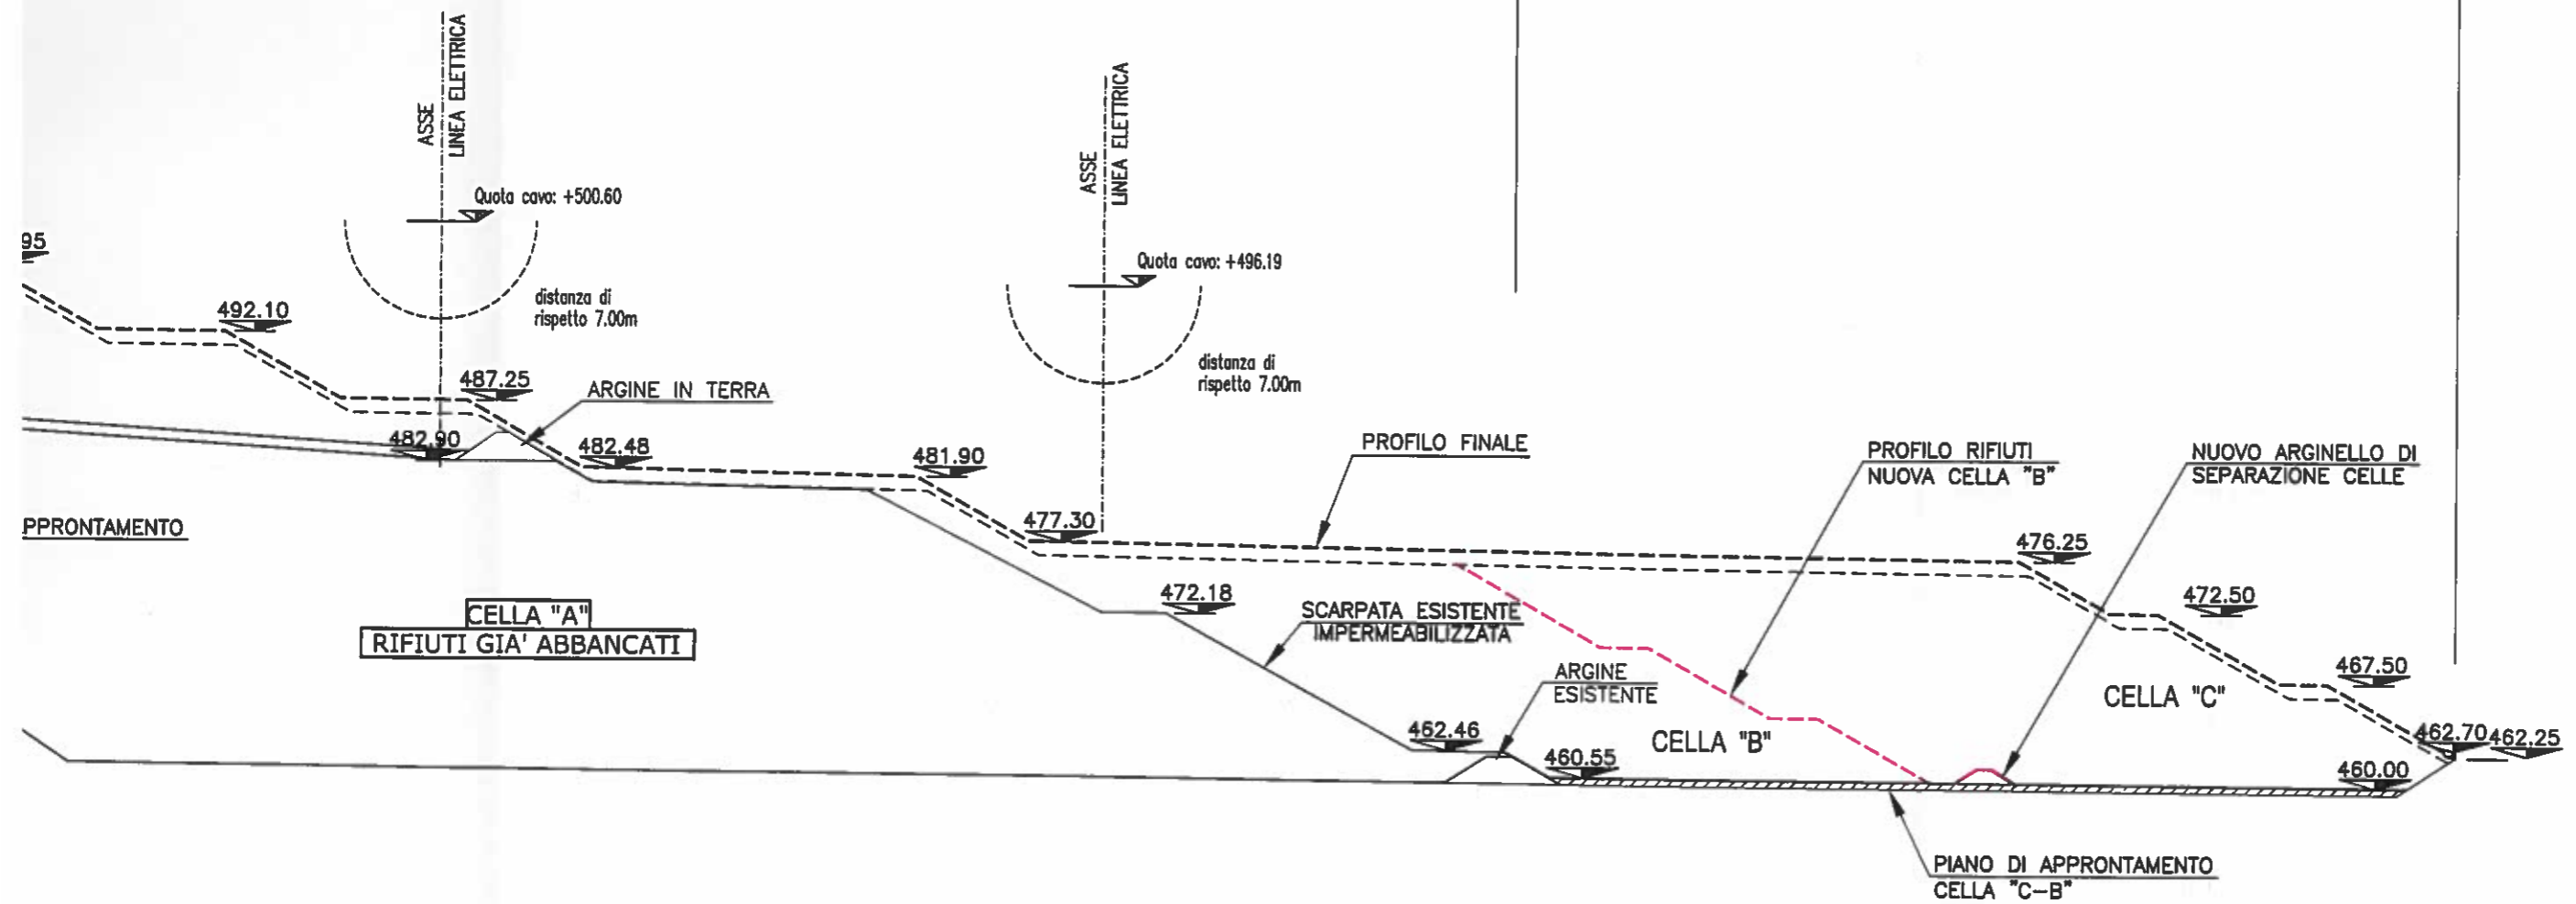 ASSE
LINEA ELETTRICA
Quota cavo: +500.60
distanza di
rispetto 7.00m
ASSE
LINEA ELETTRICA
Quota cavo: +496.19
distanza di
rispetto 7.00m
95
492.10
487.25
ARGINE IN TERRA
482.90
482.48
481.90
PROFILO FINALE
PROFILO RIFIUTI
NUOVA CELLA "B"
NUOVO ARGINELLO DI
SEPARAZIONE CELLE
PPRONTAMENTO
477.30
476.25
CELLA "A"
RIFIUTI GIA' ABBANCATI
472.18
SCARPATA ESISTENTE
IMPERMEABILIZZATA
472.50
ARGINE
ESISTENTE
467.50
CELLA "C"
462.46
CELLA "B"
462.70
462.25
460.55
460.00
PIANO DI APPRONTAMENTO
CELLA "C-B"